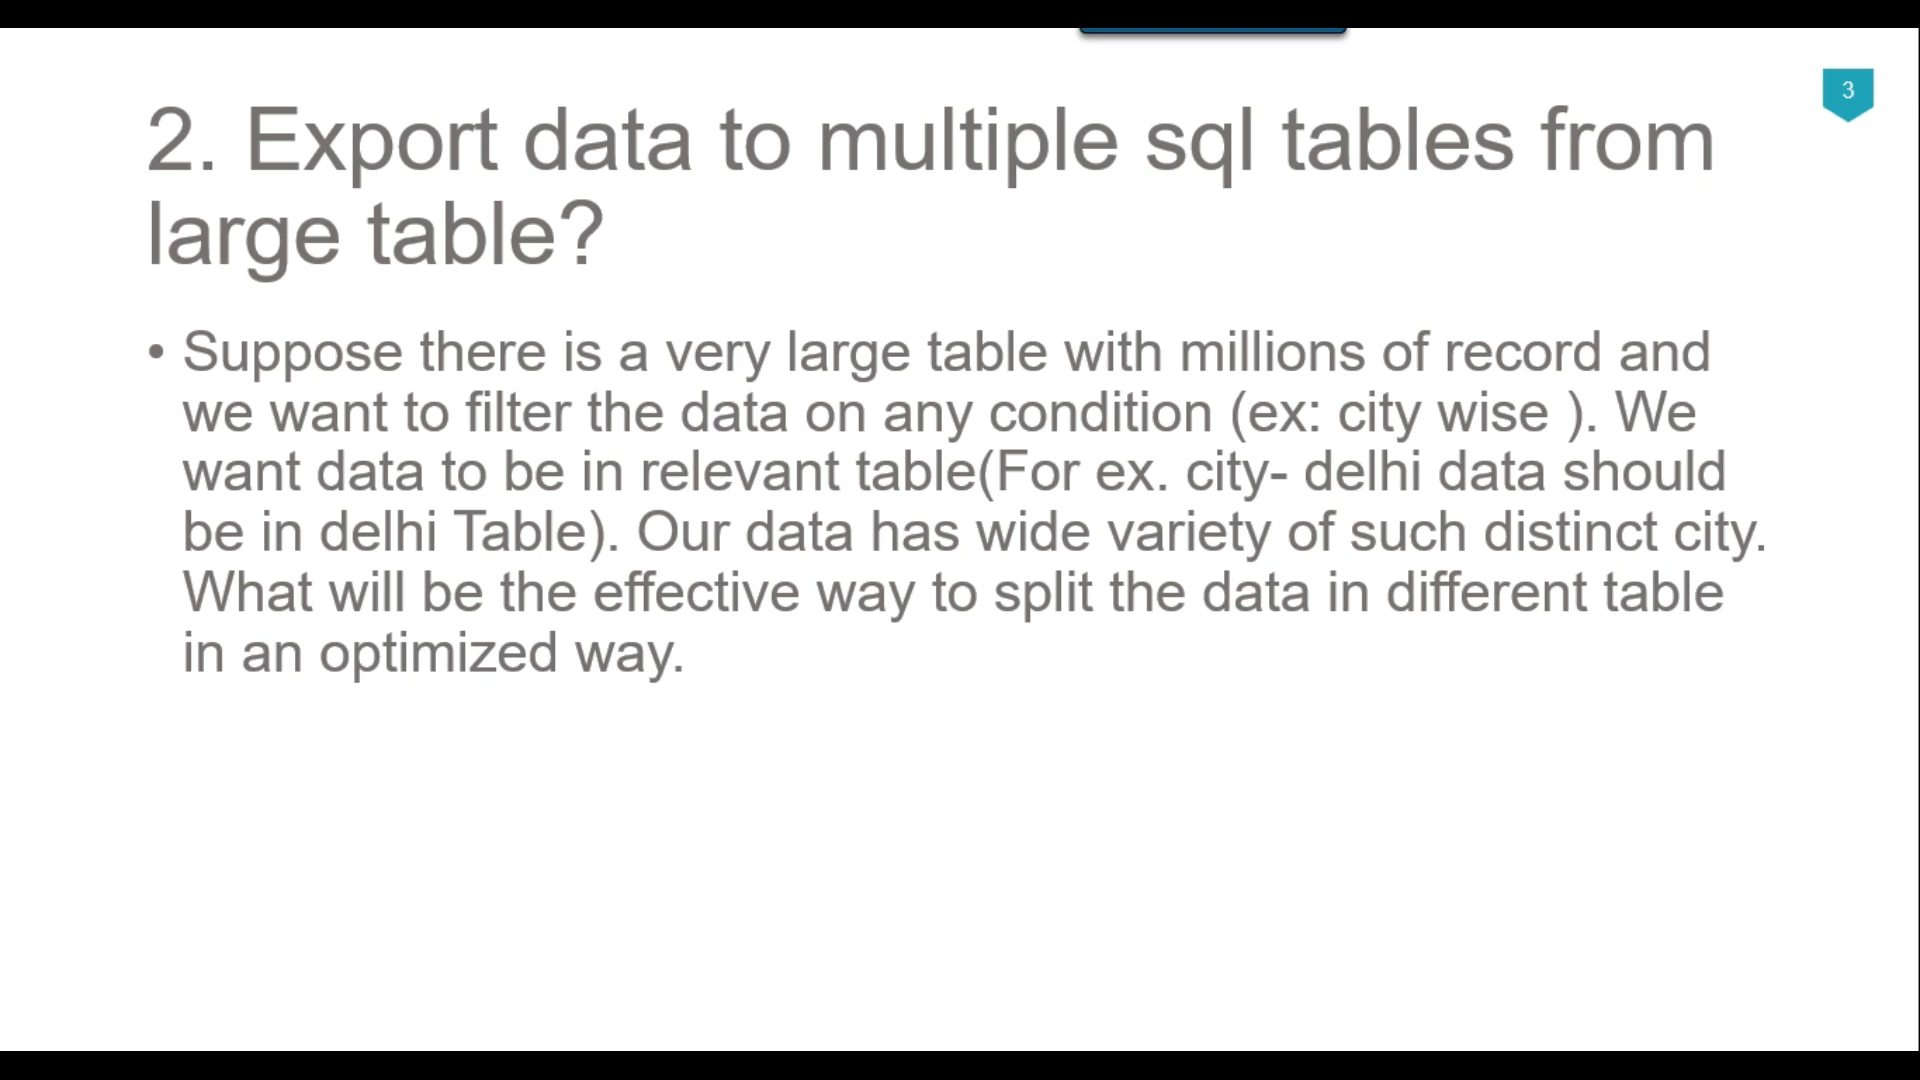 3
2. Export data to multiple sql tables from
large table?
• Suppose there is a very large table with millions of record and
we want to filter the data on any condition (ex: city wise ). We
want data to be in relevant table(For ex. city- delhi data should
be in delhi Table). Our data has wide variety of such distinct city.
What will be the effective way to split the data in different table
in an optimized way.